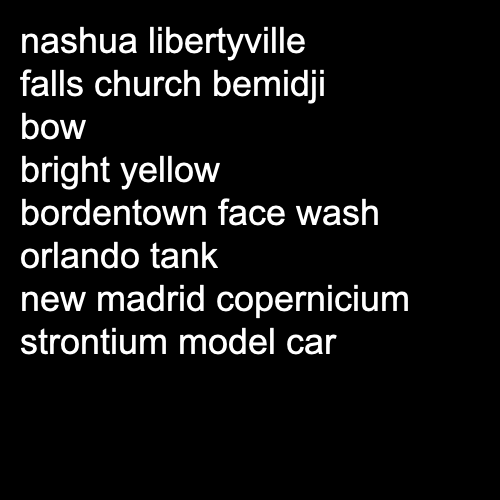 nashua libertyville
falls church bemidji
bow
bright yellow
bordentown face wash
orlando tank
new madrid copernicium
strontium model car